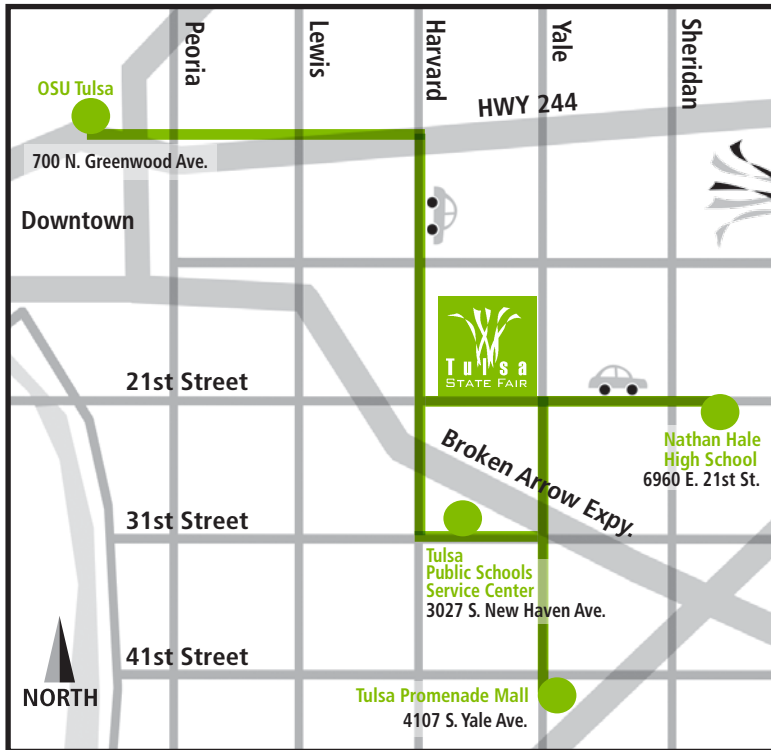 Peoria
Lewis
Harvard
Yale
Sheridan
OSU Tulsa
HWY 244
700 N. Greenwood Ave.
Downtown
Tulsa
STATE FAIR
21st Street
Nathan Hale
High School
6960 E. 21st St.
Broken Arrow Expy.
31st Street
Tulsa
Public Schools
Service Center
3027 S. New Haven Ave.
41st Street
NORTH
Tulsa Promenade Mall
4107 S. Yale Ave.